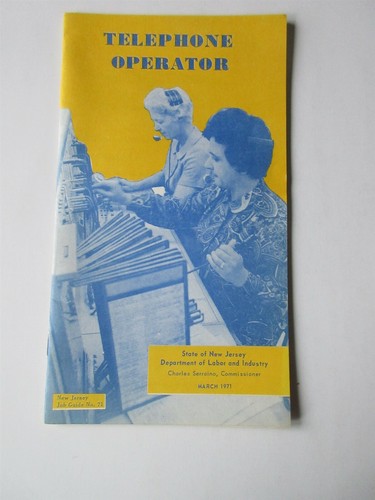 TELEPHONE
OPERATOR
State of New Jersey
Department of Labor and Industry
Charles Serraino, Commissioner
MARCH 1971
New Jersey
Job Guide No.